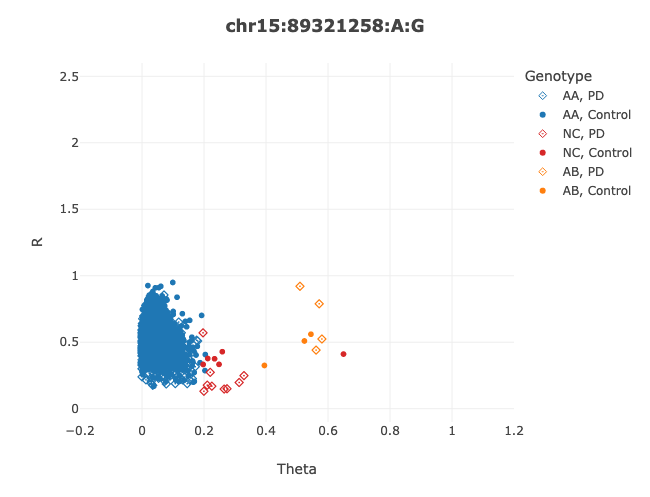 chr15:89321258:A:G
2.5
2
1.5
1
0.5
0
R
−0.2
0
0.2
0.4
0.6
0.8
1
1.2
Theta
Genotype
AA, PD
AA, Control
NC, PD
NC, Control
AB, PD
AB, Control